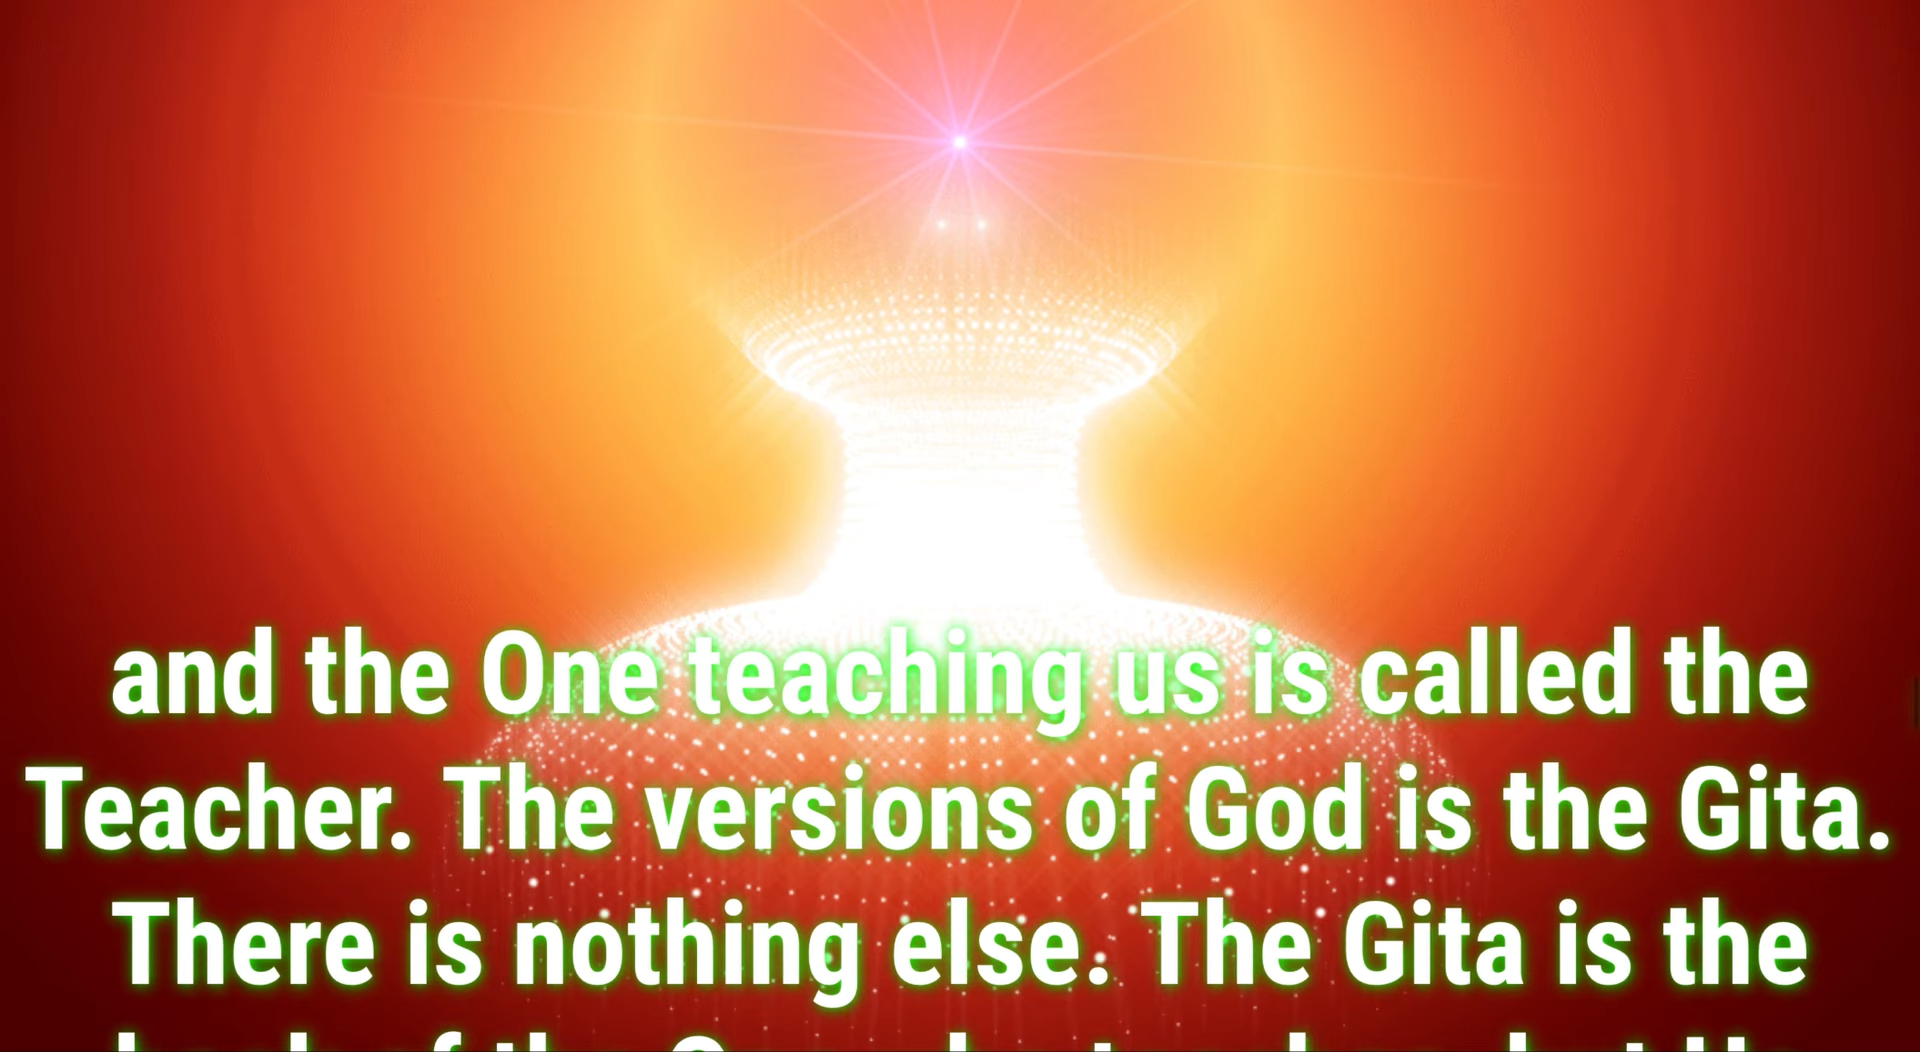 and the One teaching us is called the
Teacher. The versions of God is the Gita.
There is nothing else. The Gita is the